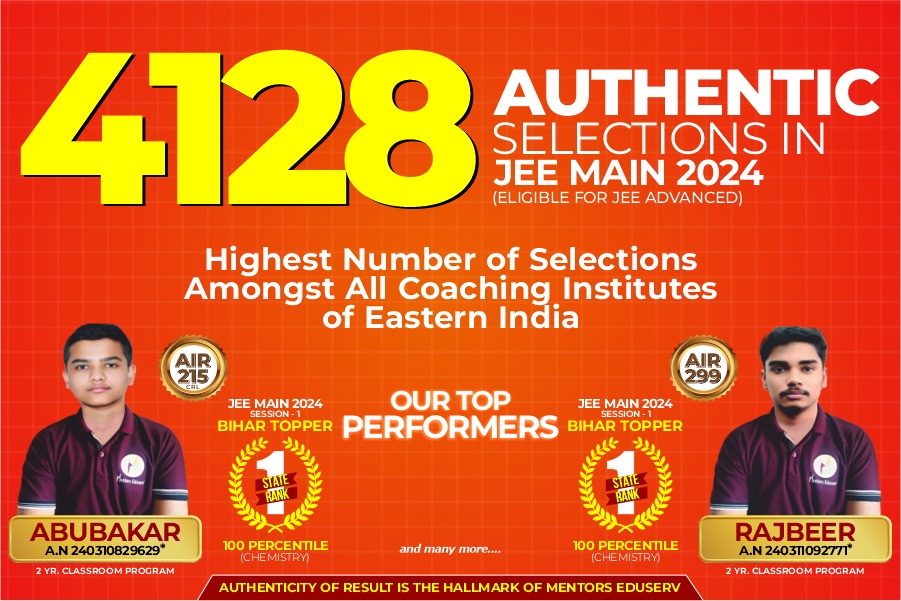 4128
AUTHENTIC
SELECTIONS IN
JEE MAIN 2024
(ELIGIBLE FOR JEE ADVANCED)
Highest Number of Selections
Amongst All Coaching Institutes
of Eastern India
AIR
215
CRL
JEE MAIN 2024
SESSION - 1
BIHAR TOPPER
1
STATE
RANK
100 PERCENTILE
(CHEMISTRY)
Mentors Eduserv
ABUBAKAR
A.N 240310829629*
2 YR. CLASSROOM PROGRAM
OUR TOP
PERFORMERS
and many more....
AIR
299
JEE MAIN 2024
SESSION - 1
BIHAR TOPPER
1
STATE
RANK
100 PERCENTILE
(CHEMISTRY)
Mentors Eduserv
RAJBEER
A.N 240311092771*
2 YR. CLASSROOM PROGRAM
AUTHENTICITY OF RESULT IS THE HALLMARK OF MENTORS EDUSERV